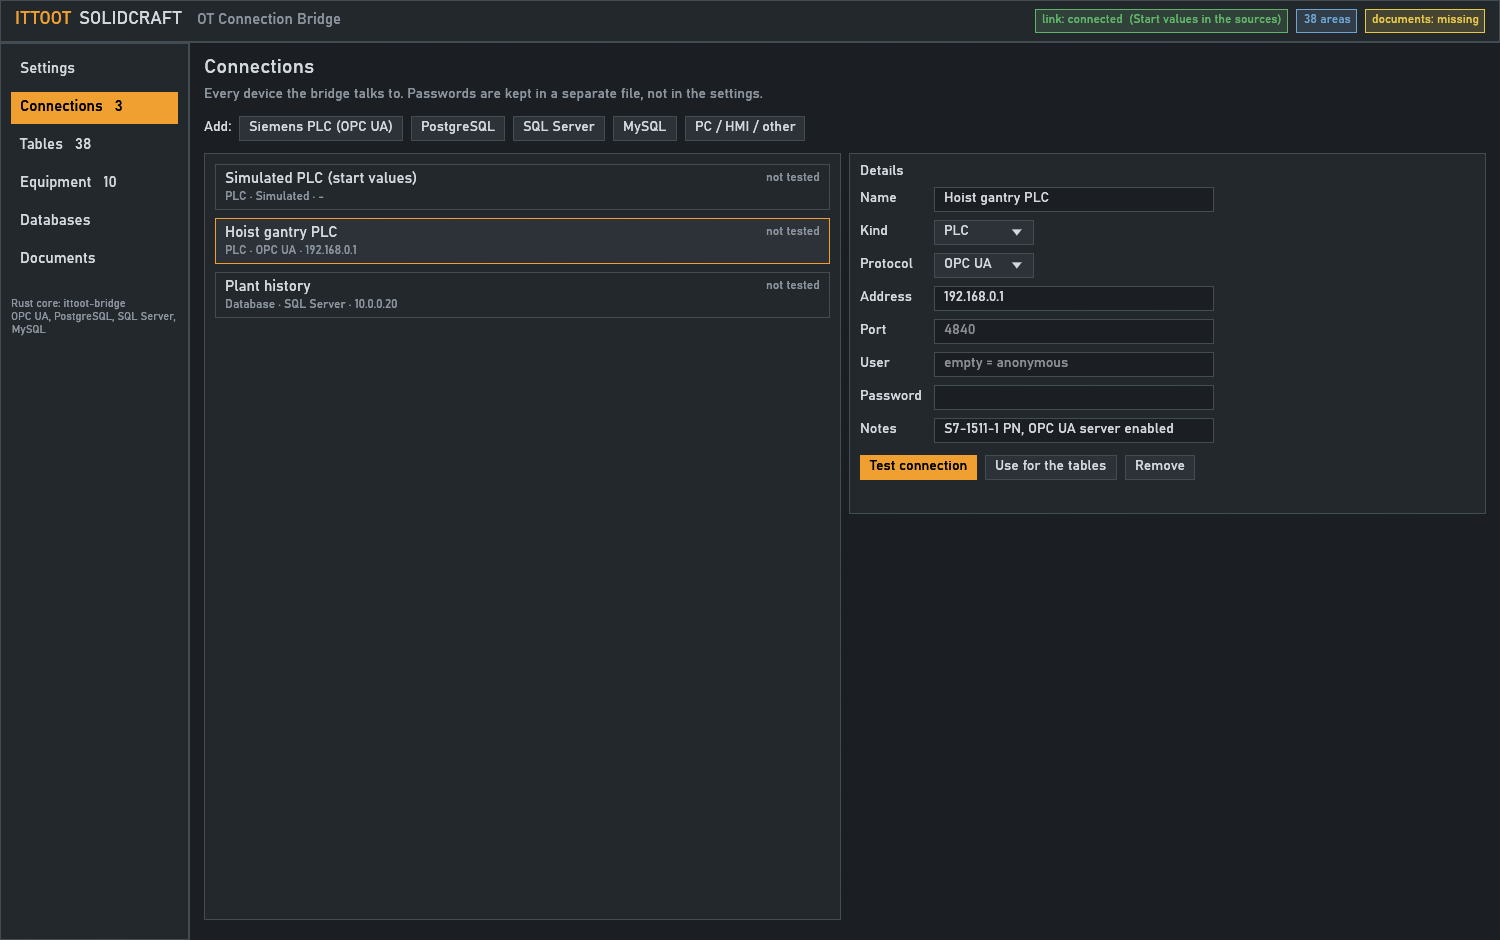 ITTOOT SOLIDCRAFT OT Connection Bridge
link: connected (Start values in the sources)
38 areas
documents: missing
Settings
Connections 3
Tables 38
Equipment 10
Databases
Documents
Rust core: ittoot-bridge
OPC UA, PostgreSQL, SQL Server,
MySQL
Connections
Every device the bridge talks to. Passwords are kept in a separate file, not in the settings.
Add: Siemens PLC (OPC UA) PostgreSQL SQL Server MySQL PC / HMI / other
Simulated PLC (start values) not tested
PLC · Simulated · -
Hoist gantry PLC not tested
PLC · OPC UA · 192.168.0.1
Plant history not tested
Database · SQL Server · 10.0.0.20
Details
Name Hoist gantry PLC
Kind PLC
Protocol OPC UA
Address 192.168.0.1
Port 4840
User empty = anonymous
Password
Notes S7-1511-1 PN, OPC UA server enabled
Test connection Use for the tables Remove